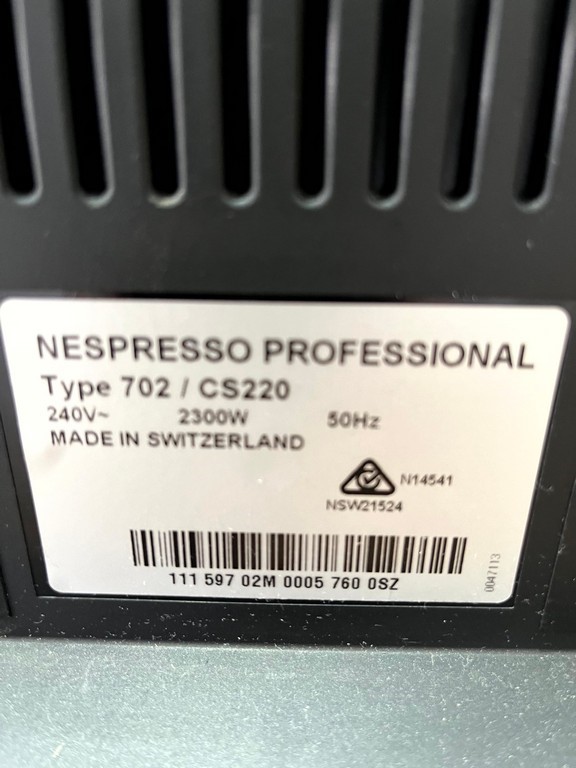 NESPRESSO PROFESSIONAL
Type 702 / CS220
240V~ 2300W 50Hz
MADE IN SWITZERLAND
N14541
NSW21524
111 597 02M 0005 760 0SZ
0047113